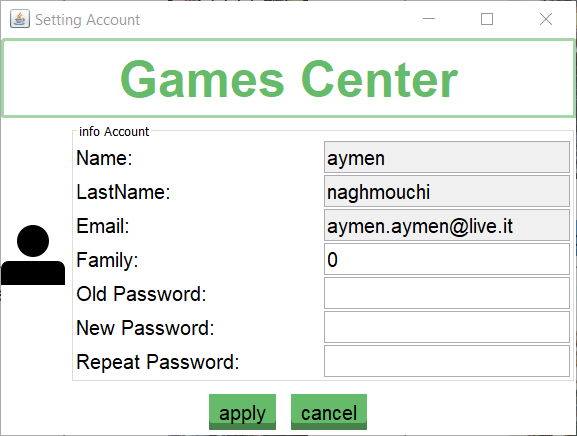 Setting Account
Games Center
info Account
Name: aymen
LastName: naghmouchi
Email: aymen.aymen@live.it
Family: 0
Old Password:
New Password:
Repeat Password:
apply cancel